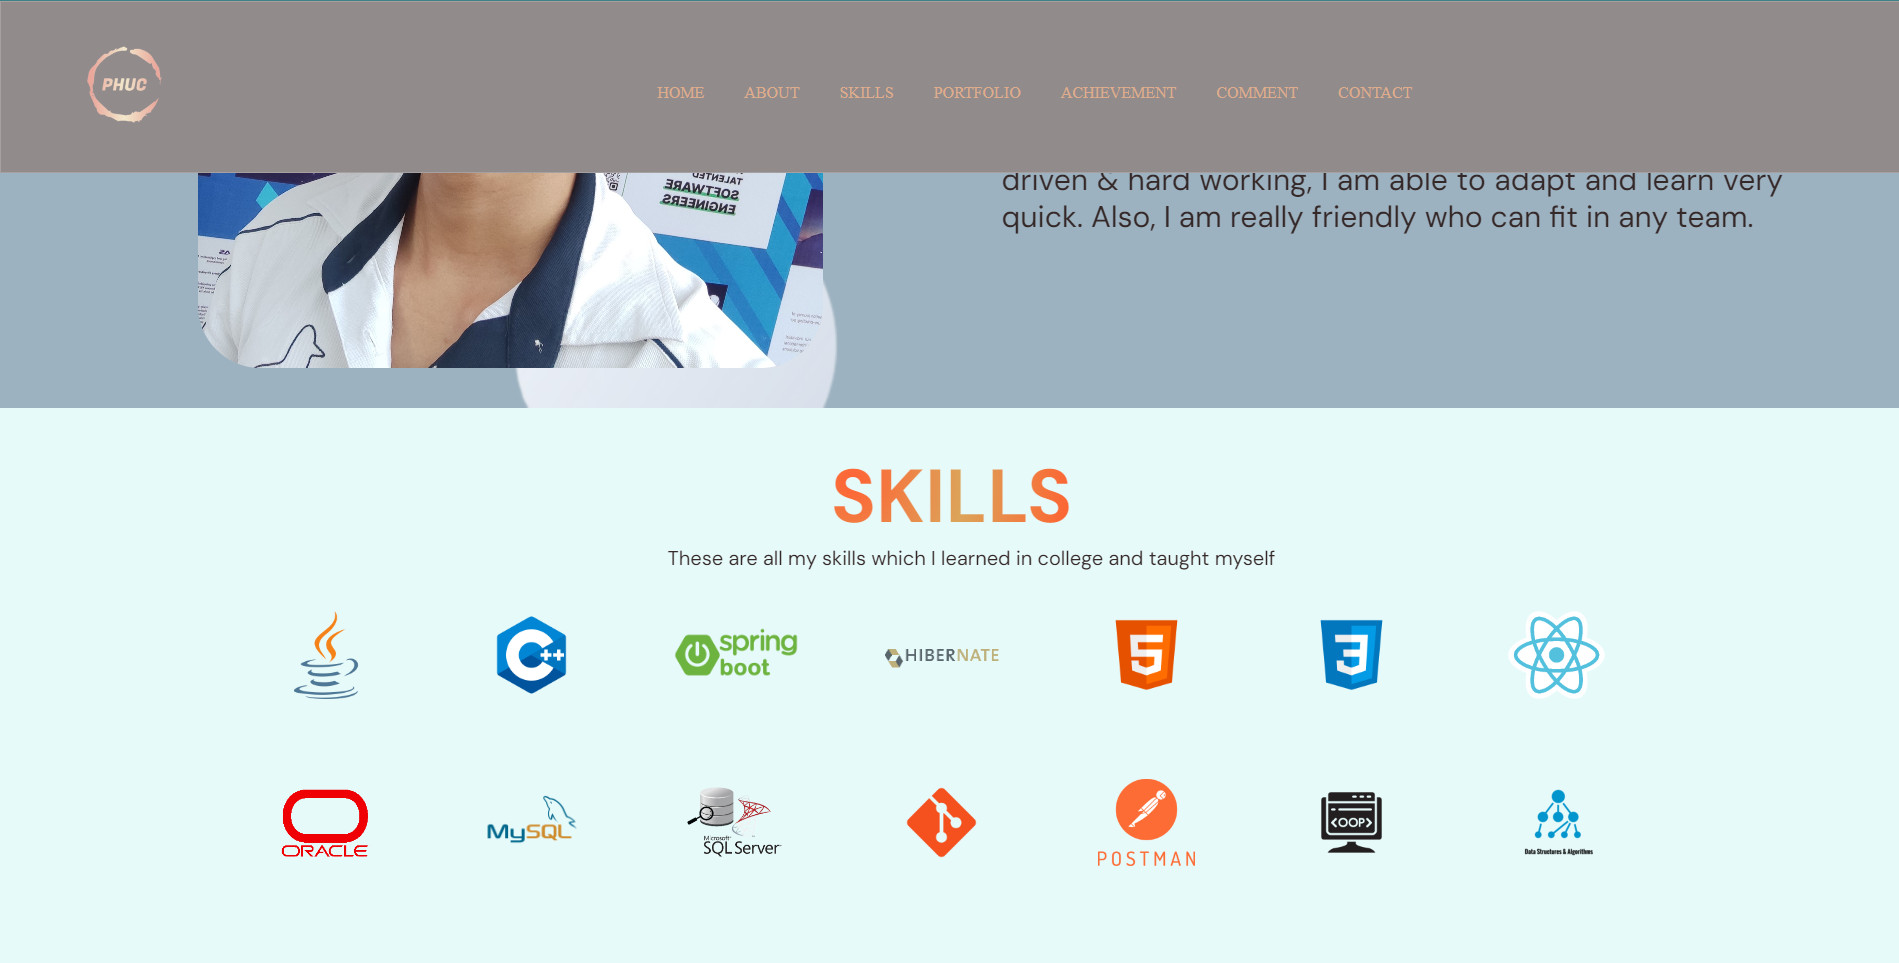 PHUC
HOME ABOUT SKILLS PORTFOLIO ACHIEVEMENT COMMENT CONTACT
TALENTED
SOFTWARE
ENGINEERS
driven & hard working, I am able to adapt and learn very
quick. Also, I am really friendly who can fit in any team.
SKILLS
These are all my skills which I learned in college and taught myself
C++
spring
boot
HIBERNATE
5
3
ORACLE
MySQL
Microsoft
SQL Server
POSTMAN
<OOP>
Data Structures & Algorithms